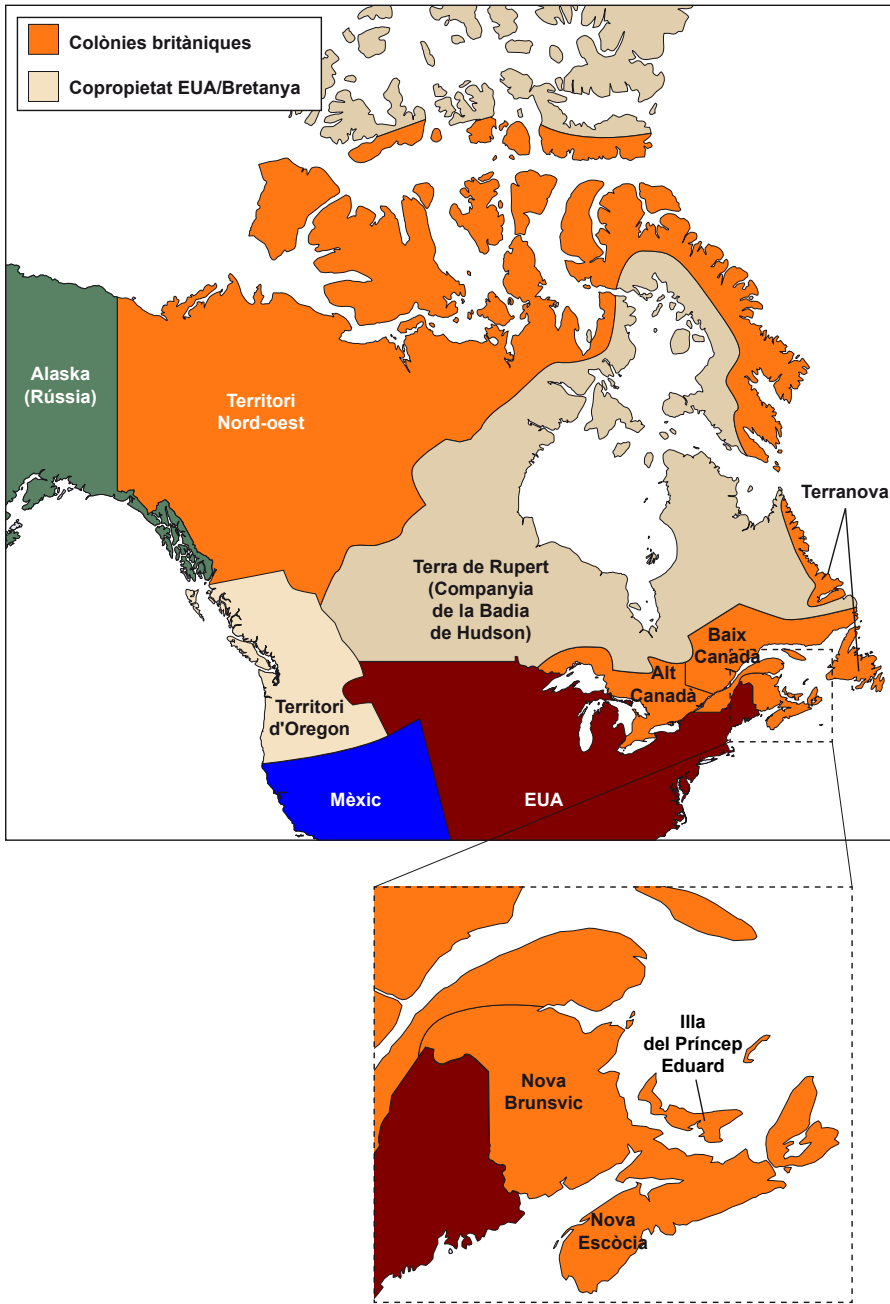 Colònies britàniques
Copropietat EUA/Bretanya
Alaska
(Rússia)
Territori
Nord-oest
Terranova
Terra de Rupert
(Companyia
de la Badia
de Hudson)
Baix
Canadà
Alt
Canadà
Territori
d'Oregon
Mèxic
EUA
Illa
del Príncep
Eduard
Nova
Brunsvic
Nova
Escòcia